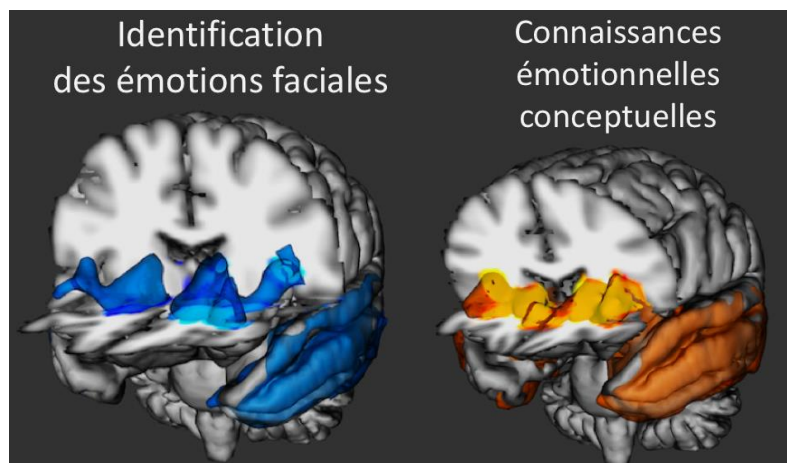 Identification
des émotions faciales
Connaissances
émotionnelles
conceptuelles